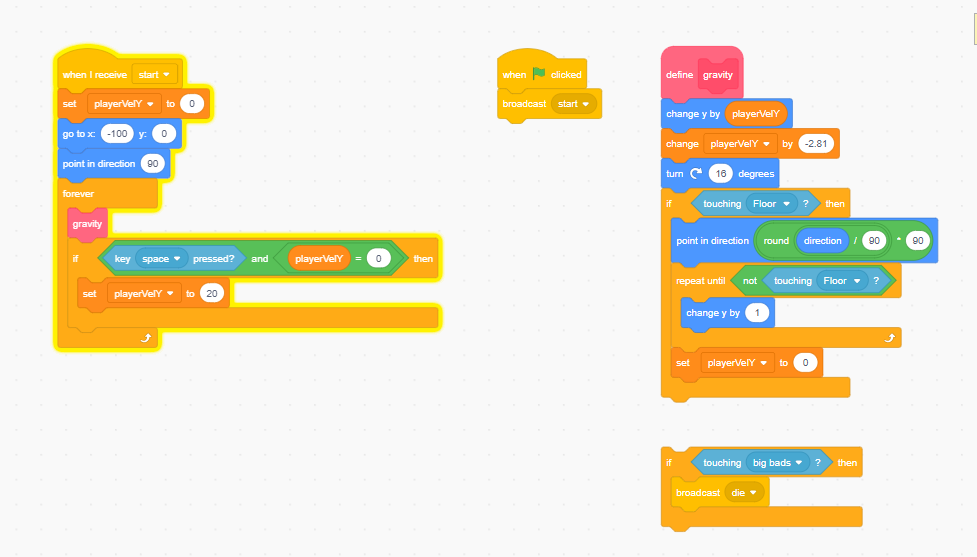 when I receive start
set playerVelY to 0
go to x: -100 y: 0
point in direction 90
forever
gravity
if key space pressed? and playerVelY = 0 then
set playerVelY to 20
when clicked
broadcast start
define gravity
change y by playerVelY
change playerVelY by -2.81
turn 16 degrees
if touching Floor ? then
point in direction round direction / 90 * 90
repeat until not touching Floor ?
change y by 1
set playerVelY to 0
if touching big bads ? then
broadcast die